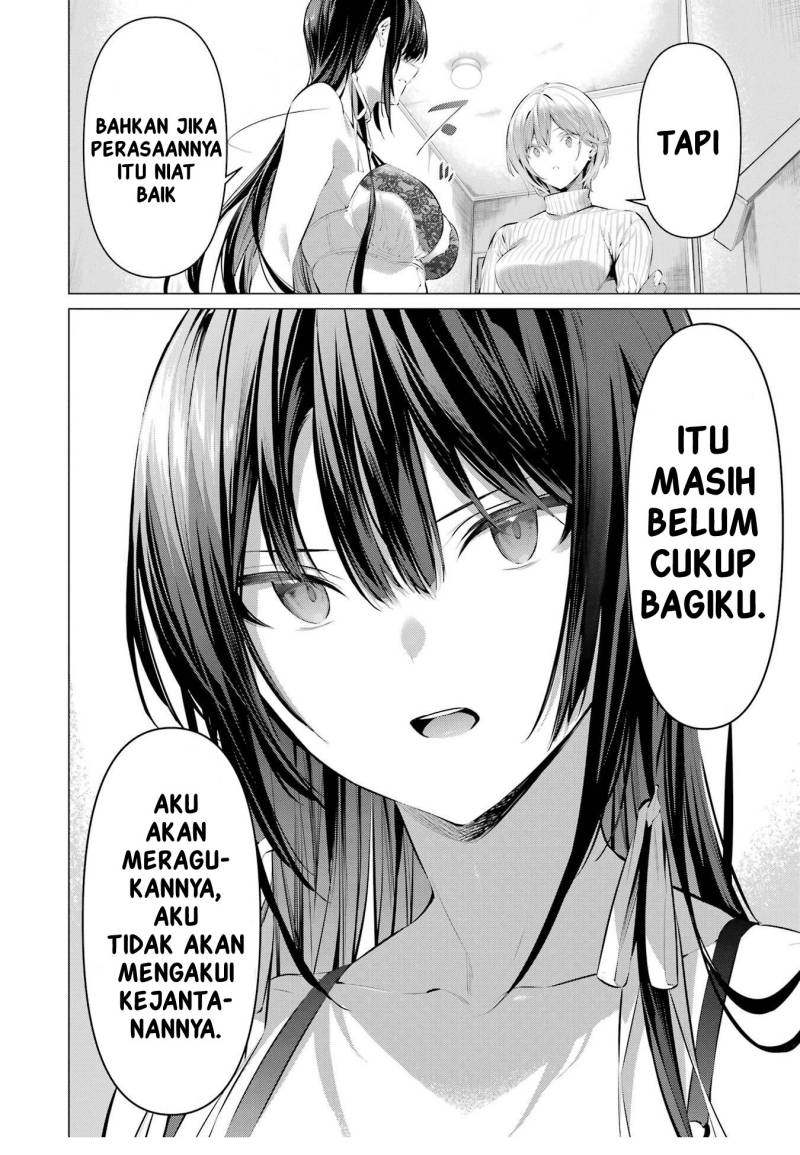 TAPI
BAHKAN JIKA
PERASAANNYA
ITU NIAT
BAIK
ITU
MASIH
BELUM
CUKUP
BAGIKU.
AKU
AKAN
MERAGU-
KANNYA,
AKU
TIDAK AKAN
MENGAKUI
KEJANTA-
NANNYA.